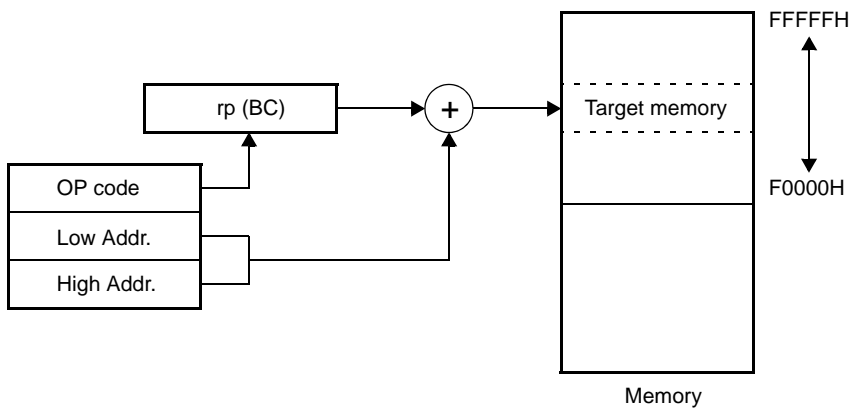 FFFFFH
rp (BC)
+
Target memory
OP code
F0000H
Low Addr.
High Addr.
Memory